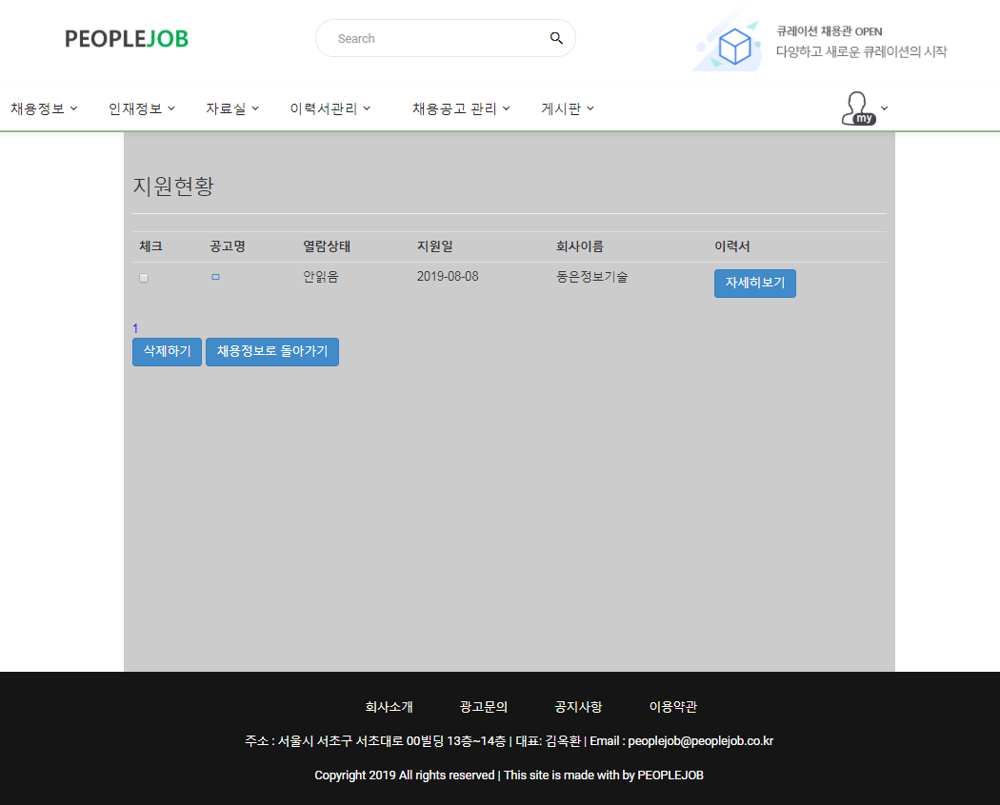 PEOPLEJOB
Search
큐레이션 채용관 OPEN
다양하고 새로운 큐레이션의 시작
채용정보 인재정보 자료실 이력서관리 채용공고 관리 게시판 my
지원현황
체크 공고명 열람상태 지원일 회사이름 이력서
ㅁ 안읽음 2019-08-08 동은정보기술 자세히보기
1
삭제하기 채용정보로 돌아가기
회사소개 광고문의 공지사항 이용약관
주소 : 서울시 서조구 서초대로 00빌딩 13층~14층 | 대표: 김옥환 | Email : peoplejob@peoplejob.co.kr
Copyright 2019 All rights reserved | This site is made with by PEOPLEJOB